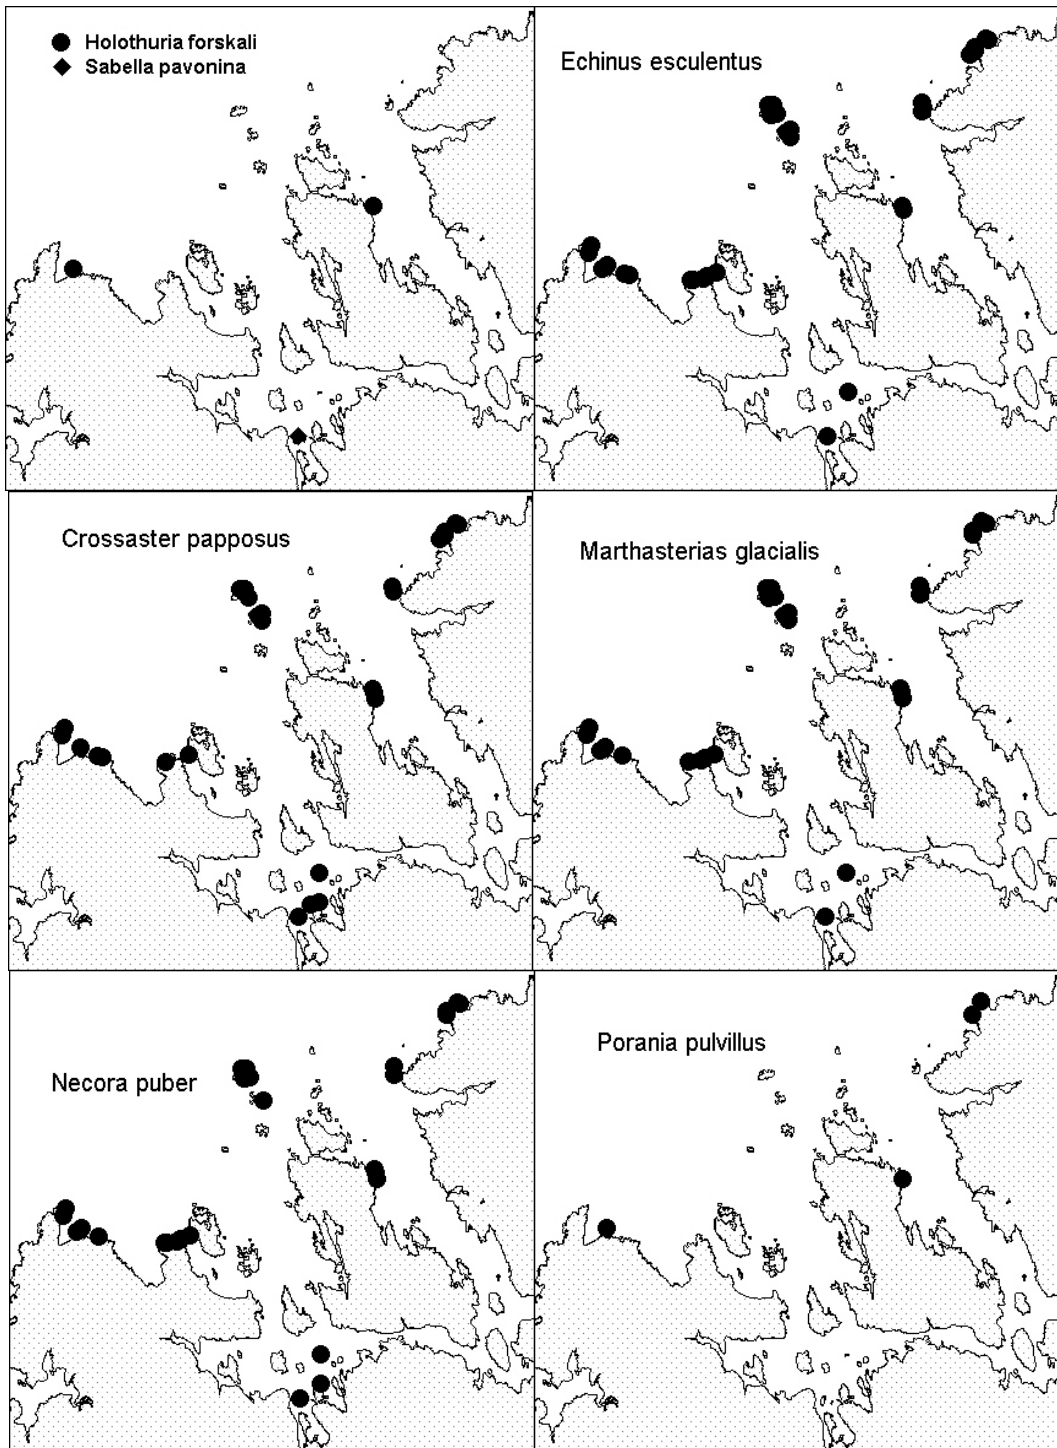 Holothuria forskali
Sabella pavonina
Echinus esculentus
Crossaster papposus
Marthasterias glacialis
Necora puber
Porania pulvillus